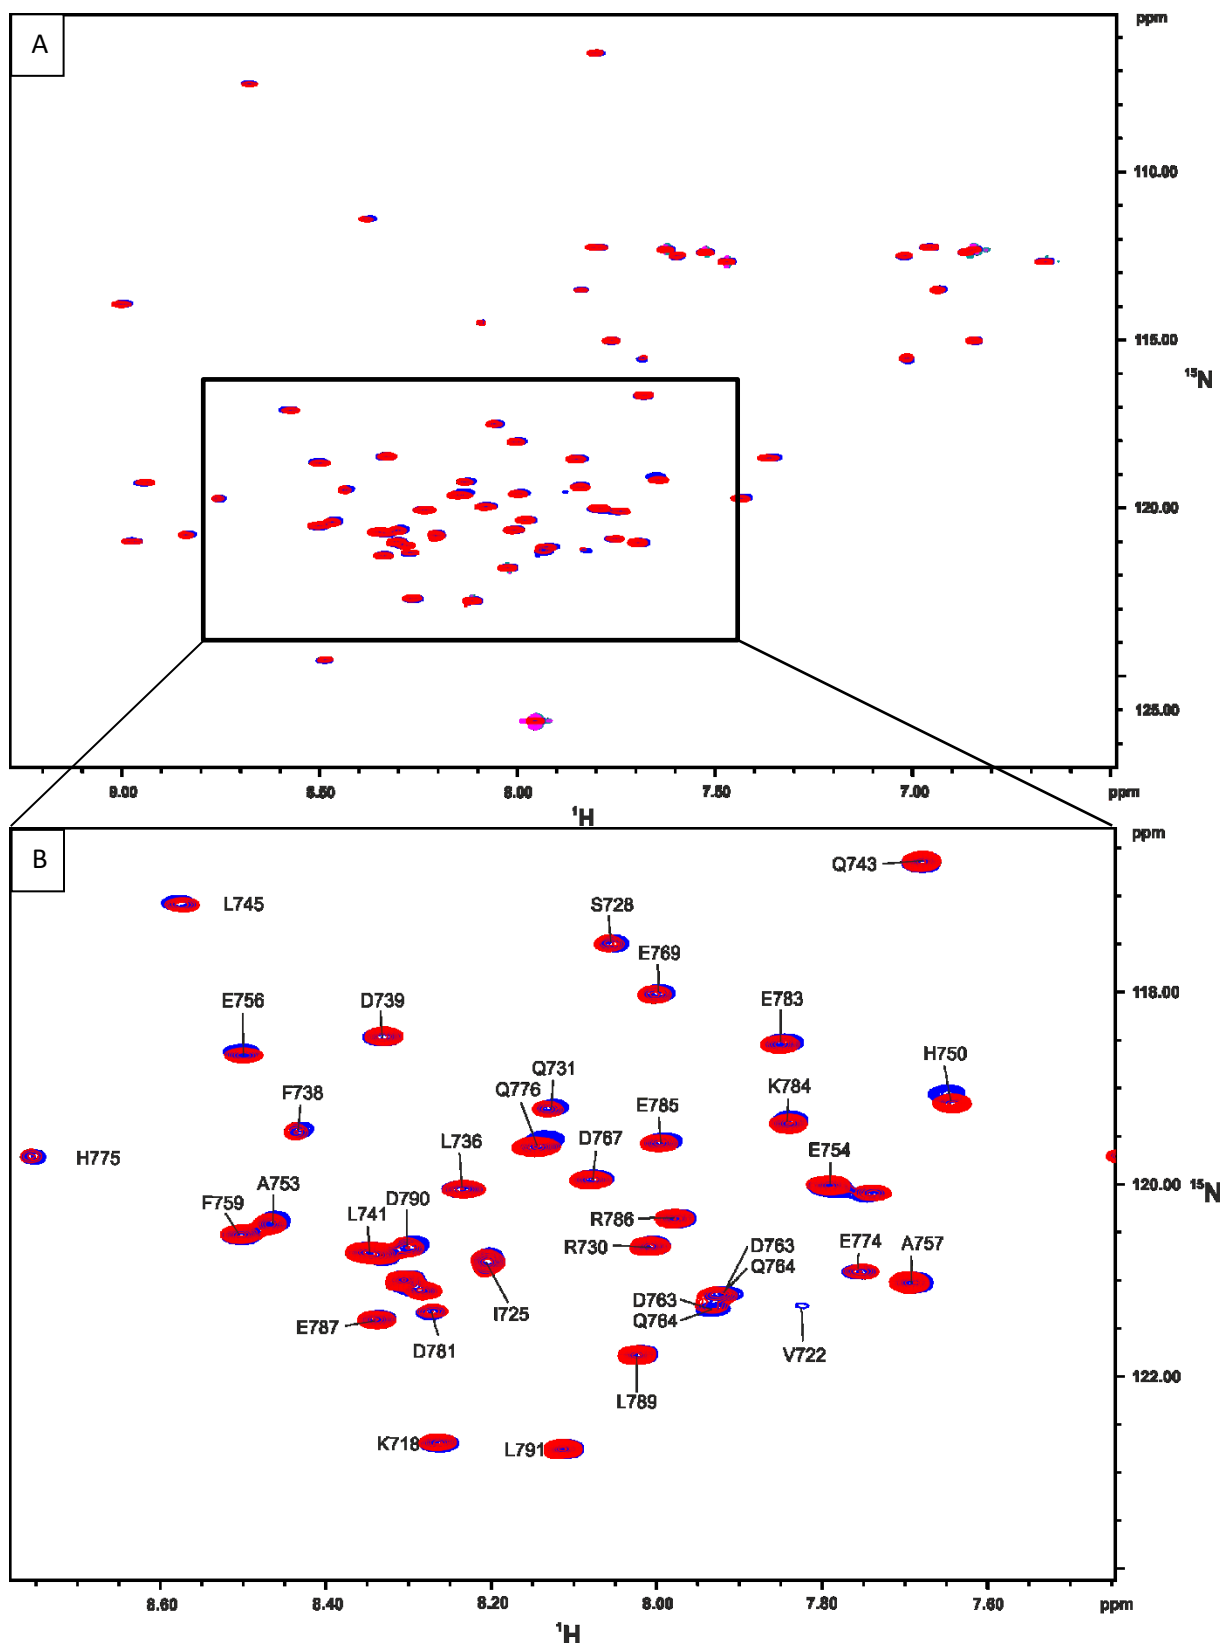 A
ppm
110.00
115.00
¹⁵N
120.00
125.00
9.00 8.50 8.00 7.50 7.00 ppm
¹H
B
ppm
Q743
L745
S728
E769
118.00
E756 D739 E783
H750
F738 Q731
Q776 K784
E785
H775 L736 D767 E754
A753 D790 120.00 ¹⁵N
F759 L741 R786
R730 D763 E774 A757
Q764
D763
E787 I725 Q764
D781 V722
122.00
L789
K718 L791
8.60 8.40 8.20 8.00 7.80 7.60 ppm
¹H